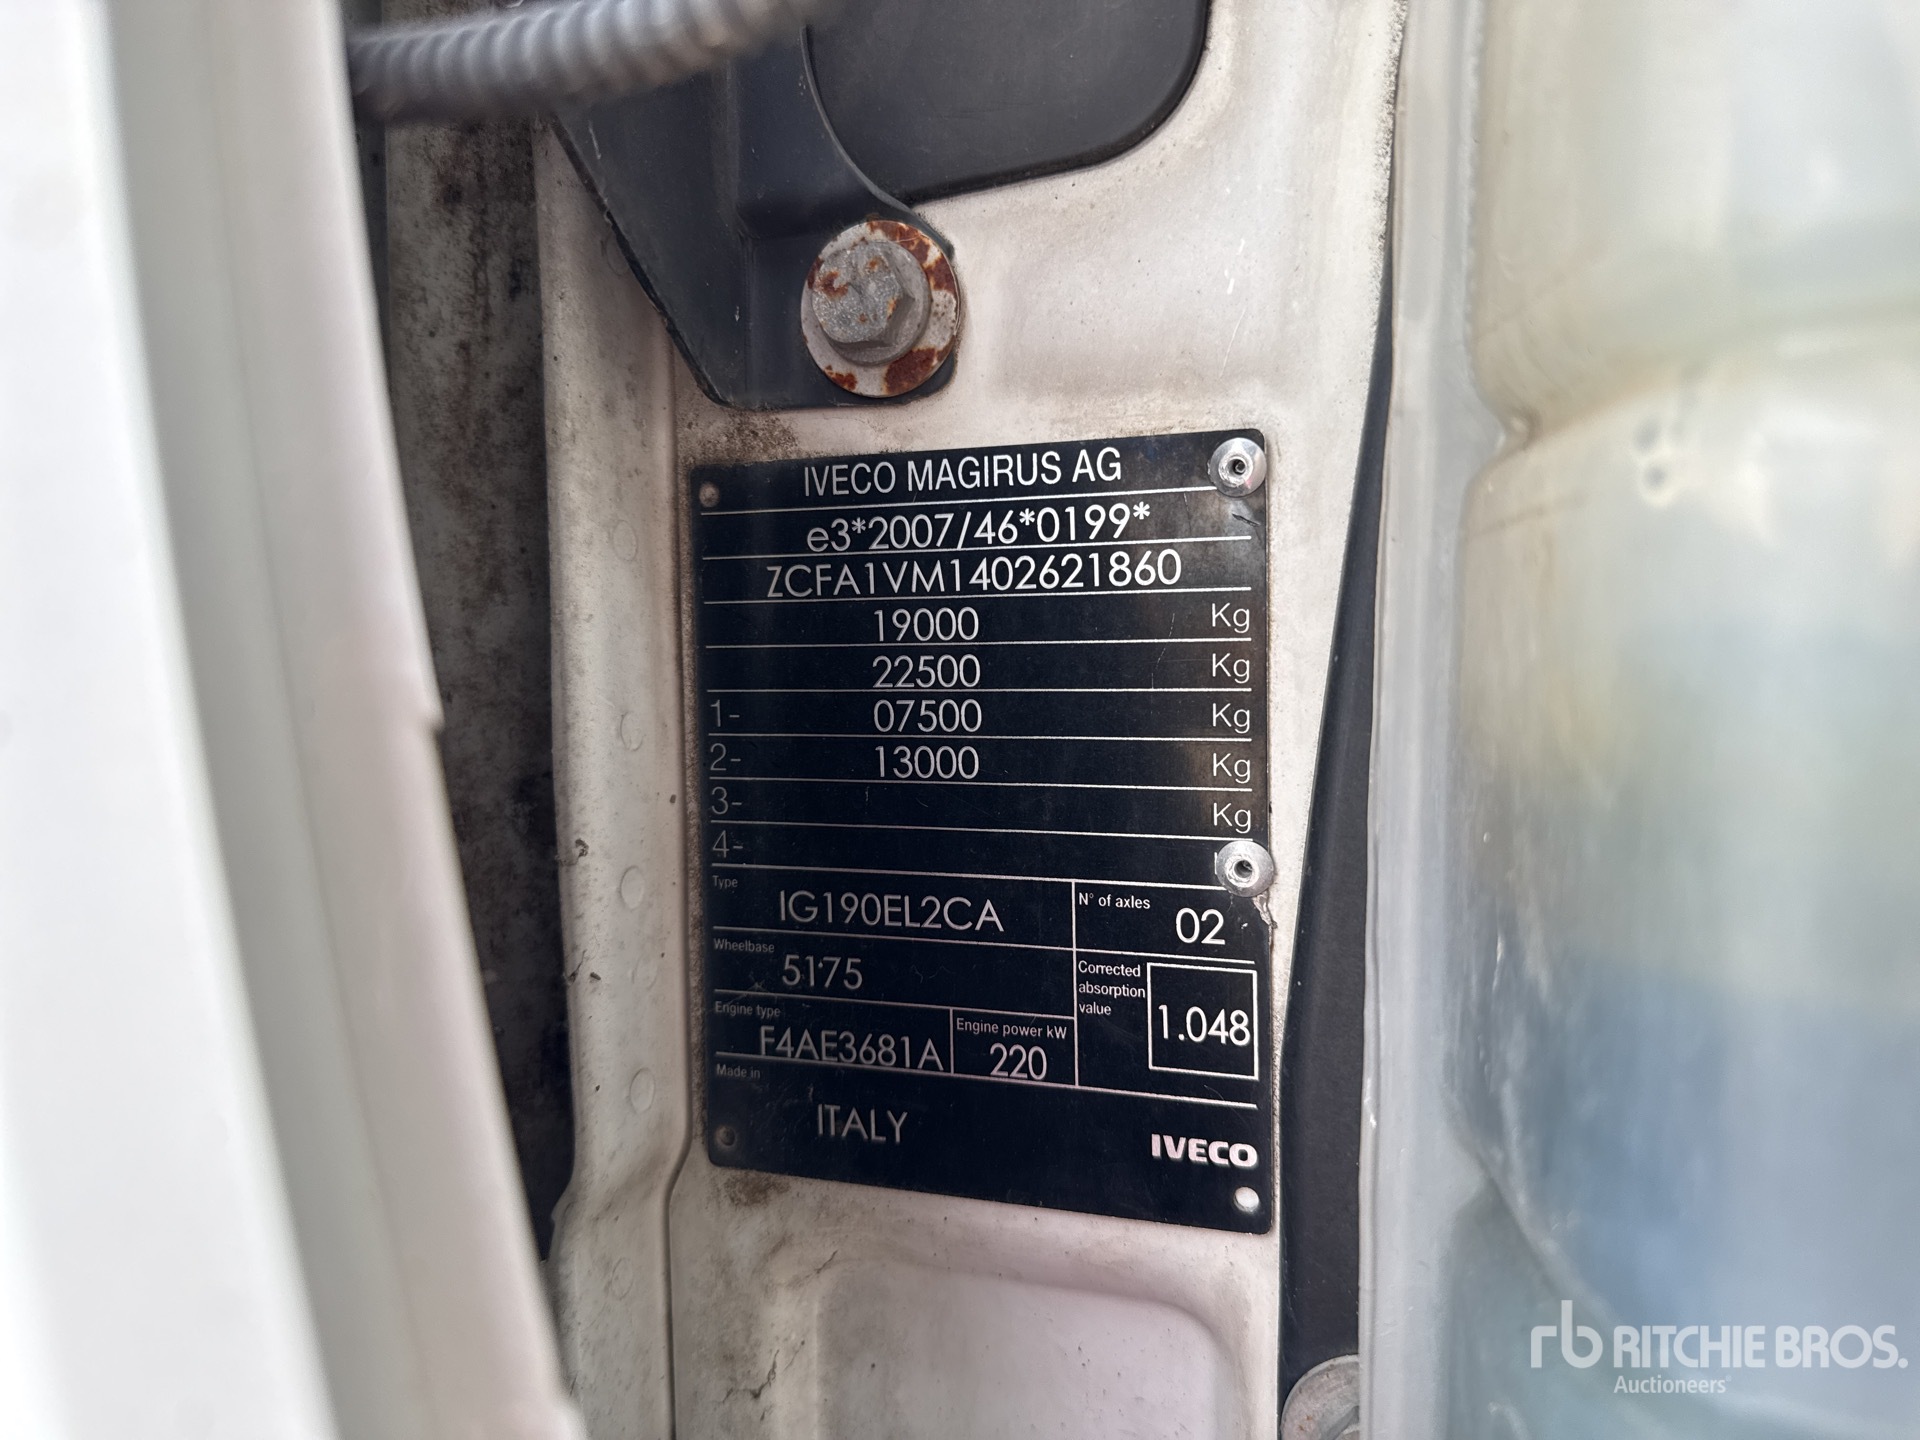 IVECO MAGIRUS AG
e3*2007/46*0199*
ZCFA1VM1402621860
19000 Kg
22500 Kg
1- 07500 Kg
2- 13000 Kg
3- Kg
4-
Type IG190EL2CA N° of axles 02
Wheelbase 5175 Corrected absorption value 1.048
Engine type F4AE3681A Engine power kW 220
Made in ITALY
IVECO
rb RITCHIE BROS.
Auctioneers